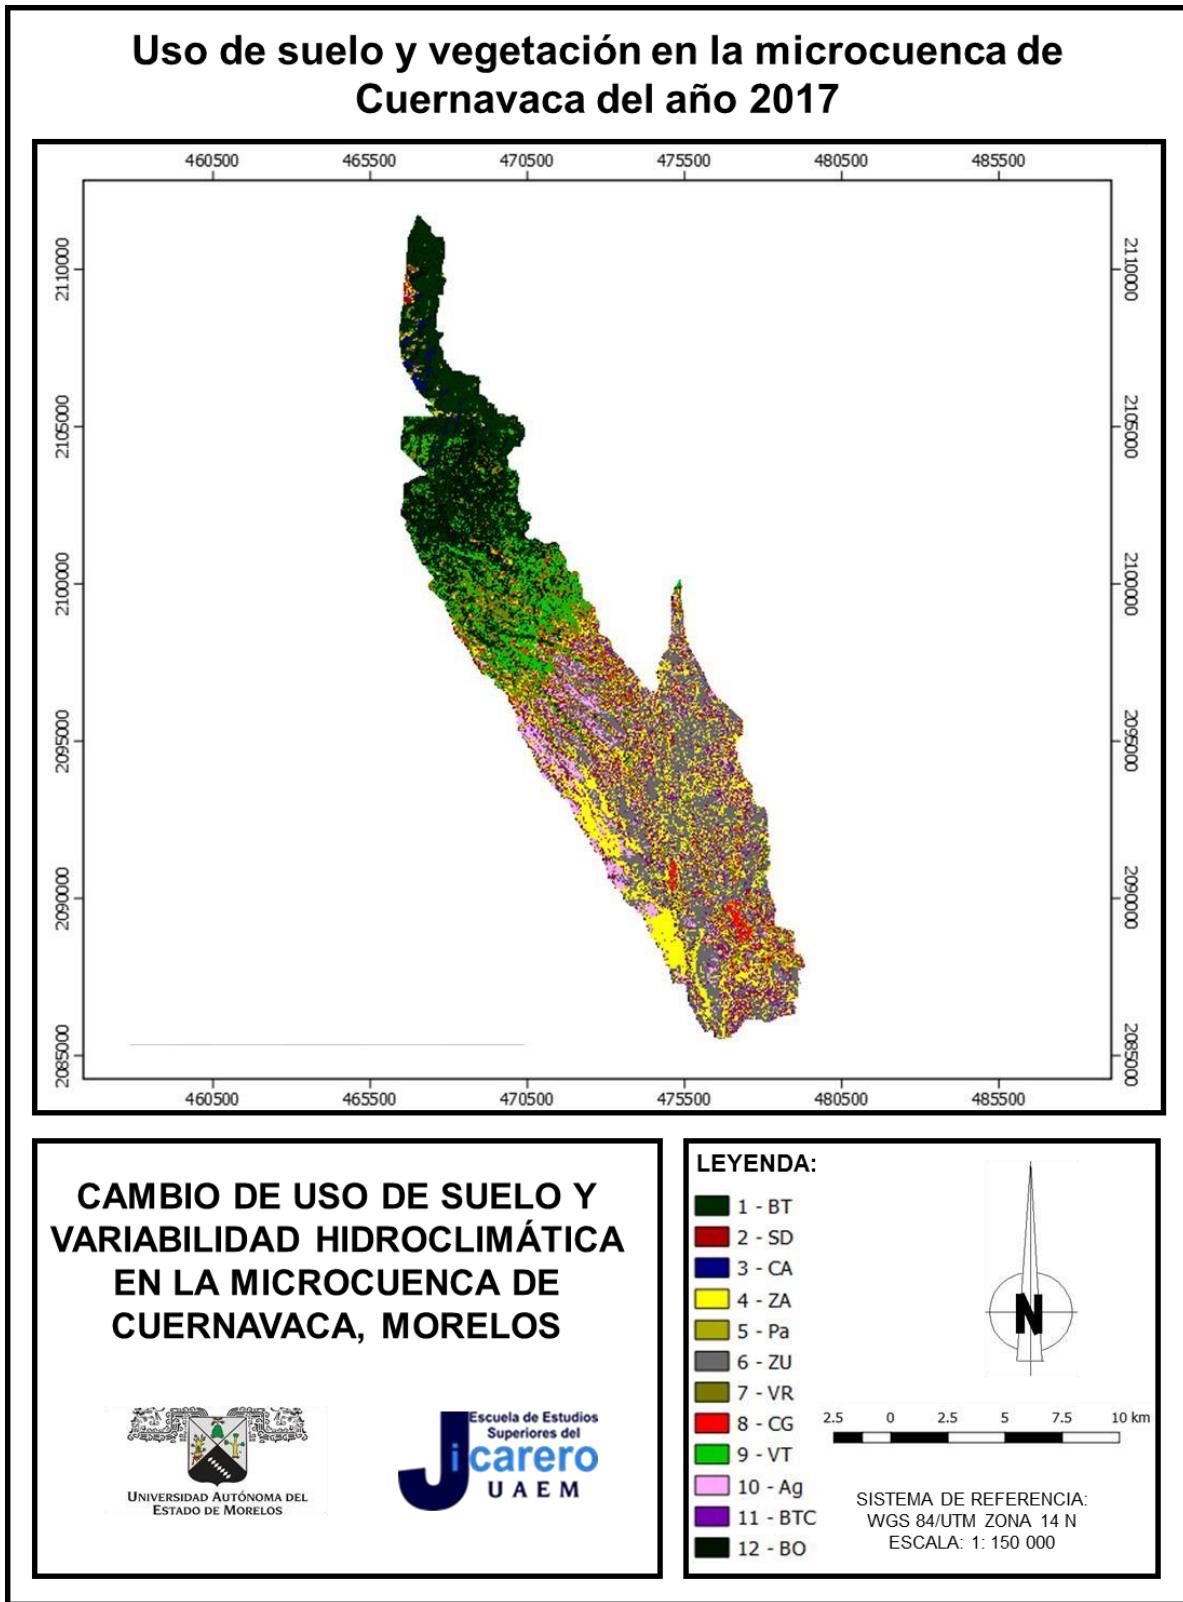 Uso de suelo y vegetación en la microcuenca de
Cuernavaca del año 2017
460500 465500 470500 475500 480500 485500
2110000 2110000
2105000 2105000
2100000 2100000
2095000 2095000
2090000 2090000
2085000 2085000
460500 465500 470500 475500 480500 485500
CAMBIO DE USO DE SUELO Y
VARIABILIDAD HIDROCLIMÁTICA
EN LA MICROCUENCA DE
CUERNAVACA, MORELOS
UNIVERSIDAD AUTÓNOMA DEL
ESTADO DE MORELOS
Escuela de Estudios
Superiores del
Jicarero
UAEM
LEYENDA:
1 - BT
2 - SD
3 - CA
4 - ZA
5 - Pa
6 - ZU
7 - VR
8 - CG
9 - VT
10 - Ag
11 - BTC
12 - BO
N
2.5 0 2.5 5 7.5 10 km
SISTEMA DE REFERENCIA:
WGS 84/UTM ZONA 14 N
ESCALA: 1: 150 000